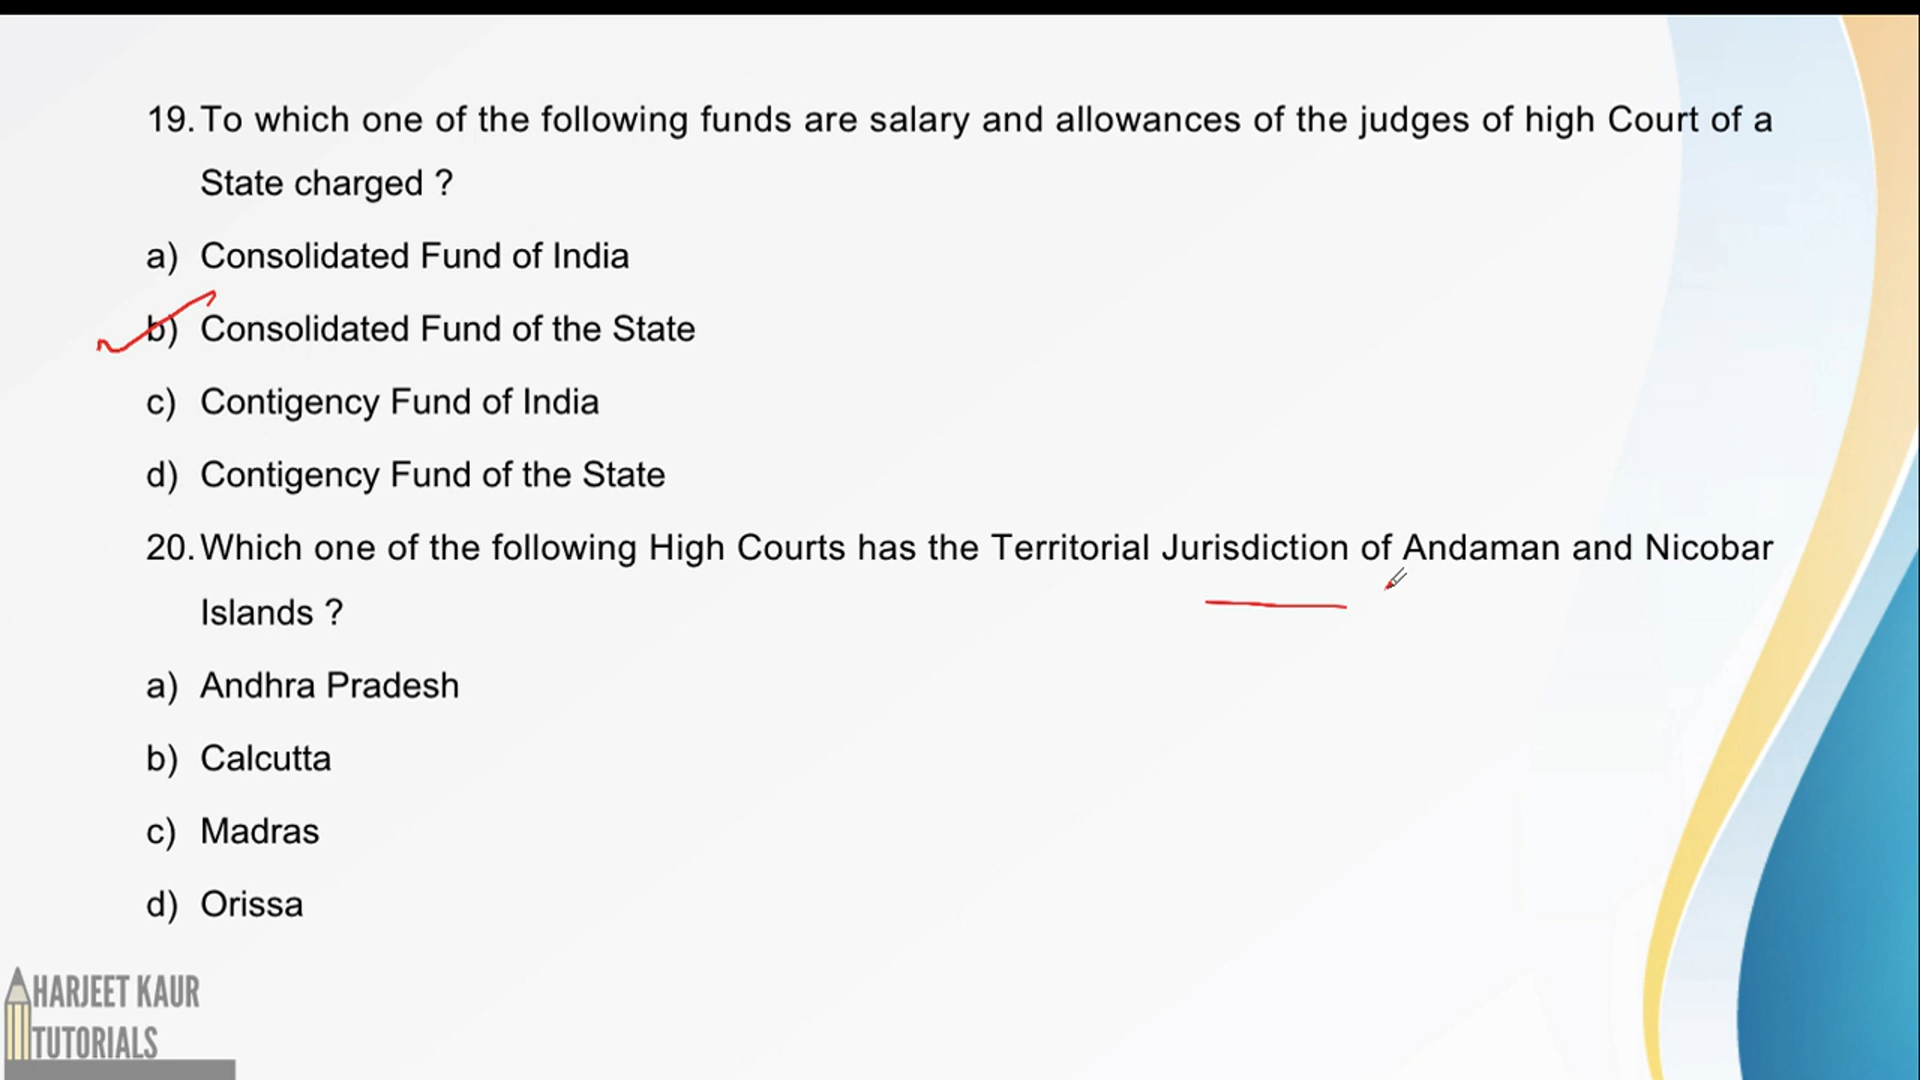 19. To which one of the following funds are salary and allowances of the judges of high Court of a
State charged ?
a) Consolidated Fund of India
b) Consolidated Fund of the State
c) Contigency Fund of India
d) Contigency Fund of the State
20. Which one of the following High Courts has the Territorial Jurisdiction of Andaman and Nicobar
Islands ?
a) Andhra Pradesh
b) Calcutta
c) Madras
d) Orissa
HARJEET KAUR
TUTORIALS